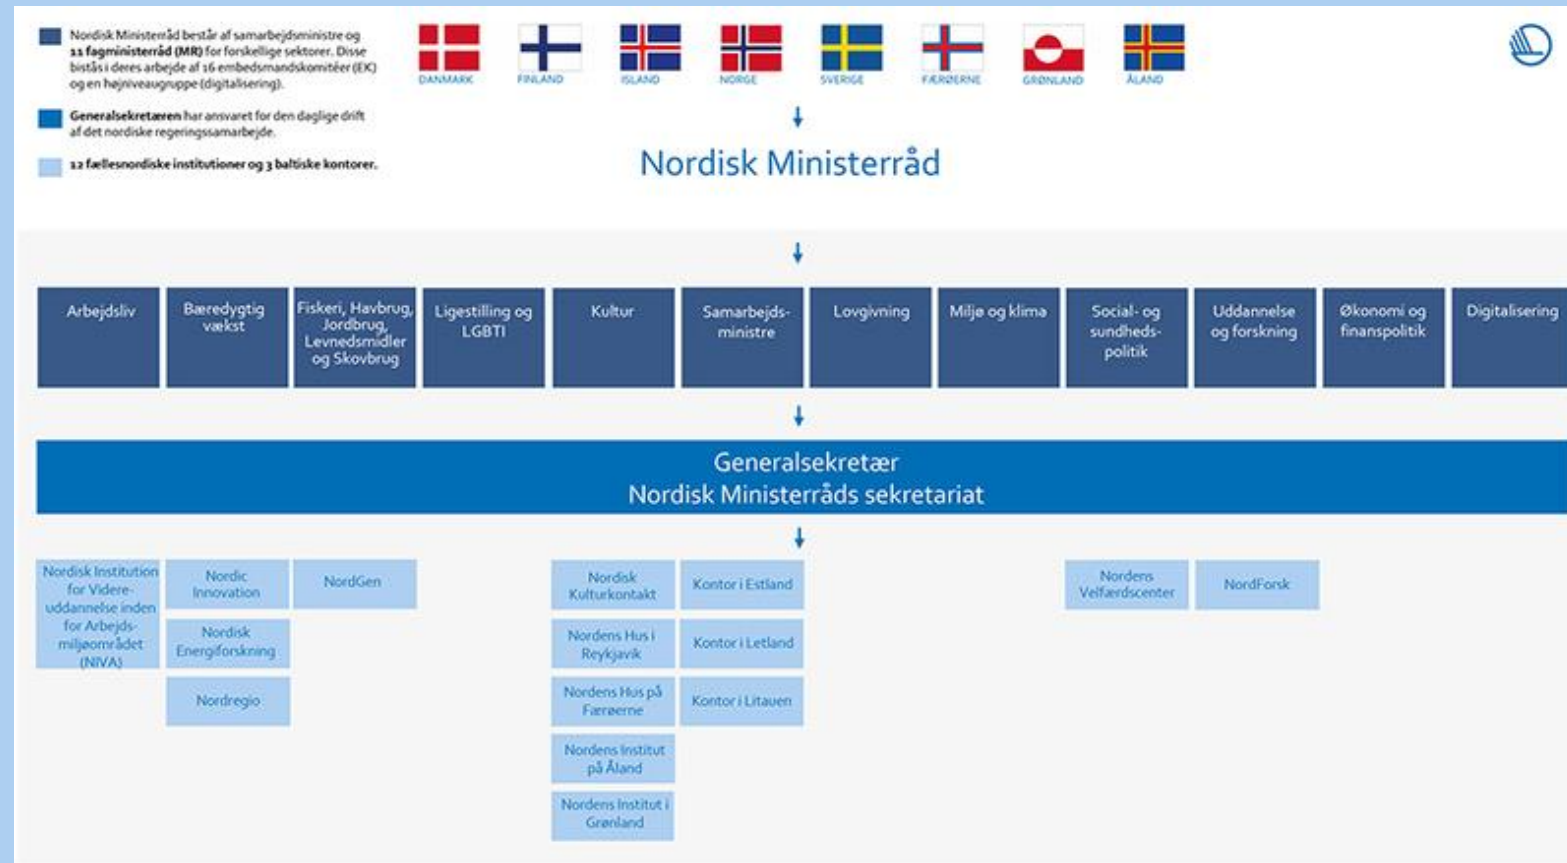 Nordisk Ministerråd består af samarbejdsministre og
11 fagministerråd (MR) for forskellige sektorer. Disse
bistås i deres arbejde af 16 embedsmandskomitéer (EK)
og en højniveaugruppe (digitalisering).
Generalsekretæren har ansvaret for den daglige drift
af det nordiske regeringssamarbejde.
12 fællesnordiske institutioner og 3 baltiske kontorer.
DANMARK
FINLAND
ISLAND
NORGE
SVERIGE
FÆRØERNE
GRØNLAND
ÅLAND
Nordisk Ministerråd
Arbejdsliv
Bæredygtig
vækst
Fiskeri, Havbrug,
Jordbrug,
Levnedsmidler
og Skovbrug
Ligestilling og
LGBTI
Kultur
Samarbejds-
ministre
Lovgivning
Miljø og klima
Social- og
sundheds-
politik
Uddannelse
og forskning
Økonomi og
finanspolitik
Digitalisering
Generalsekretær
Nordisk Ministerråds sekretariat
Nordisk Institution
for Videre-
uddannelse inden
for Arbejds-
miljøområdet
(NIVA)
Nordic
Innovation
Nordisk
Energiforskning
Nordregio
NordGen
Nordisk
Kulturkontakt
Nordens Hus i
Reykjavik
Nordens Hus på
Færøerne
Nordens Institut
på Åland
Nordens Institut i
Grønland
Kontor i Estland
Kontor i Letland
Kontor i Litauen
Nordens
Velfærdscenter
NordForsk